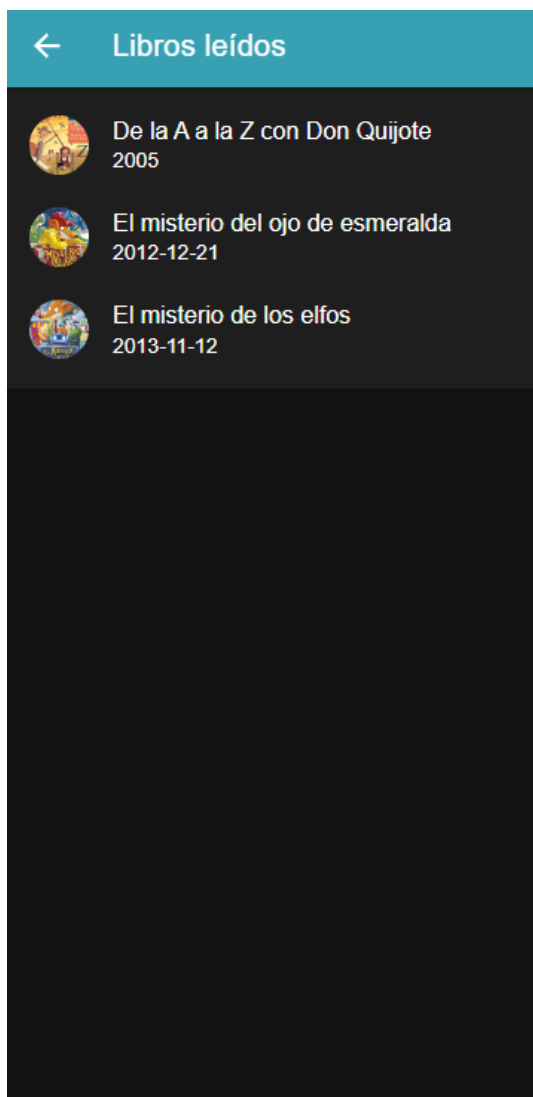 Libros leídos
De la A a la Z con Don Quijote
2005
El misterio del ojo de esmeralda
2012-12-21
El misterio de los elfos
2013-11-12